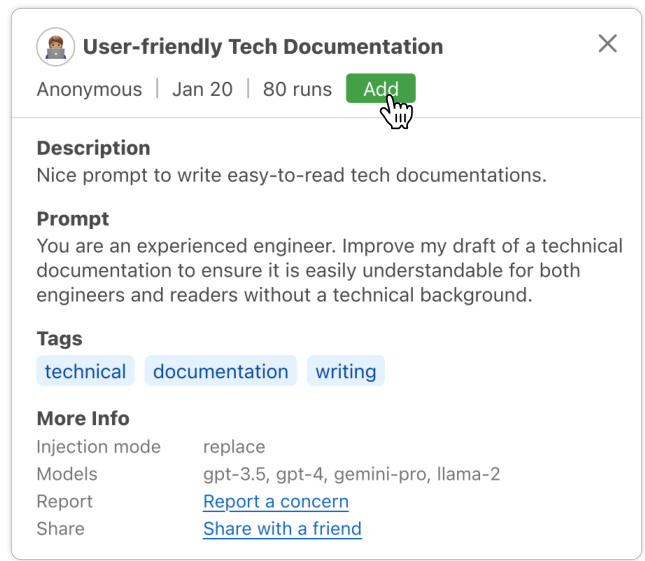 User-friendly Tech Documentation
Anonymous | Jan 20 | 80 runs Add
Description
Nice prompt to write easy-to-read tech documentations.
Prompt
You are an experienced engineer. Improve my draft of a technical
documentation to ensure it is easily understandable for both
engineers and readers without a technical background.
Tags
technical documentation writing
More Info
Injection mode replace
Models gpt-3.5, gpt-4, gemini-pro, llama-2
Report Report a concern
Share Share with a friend